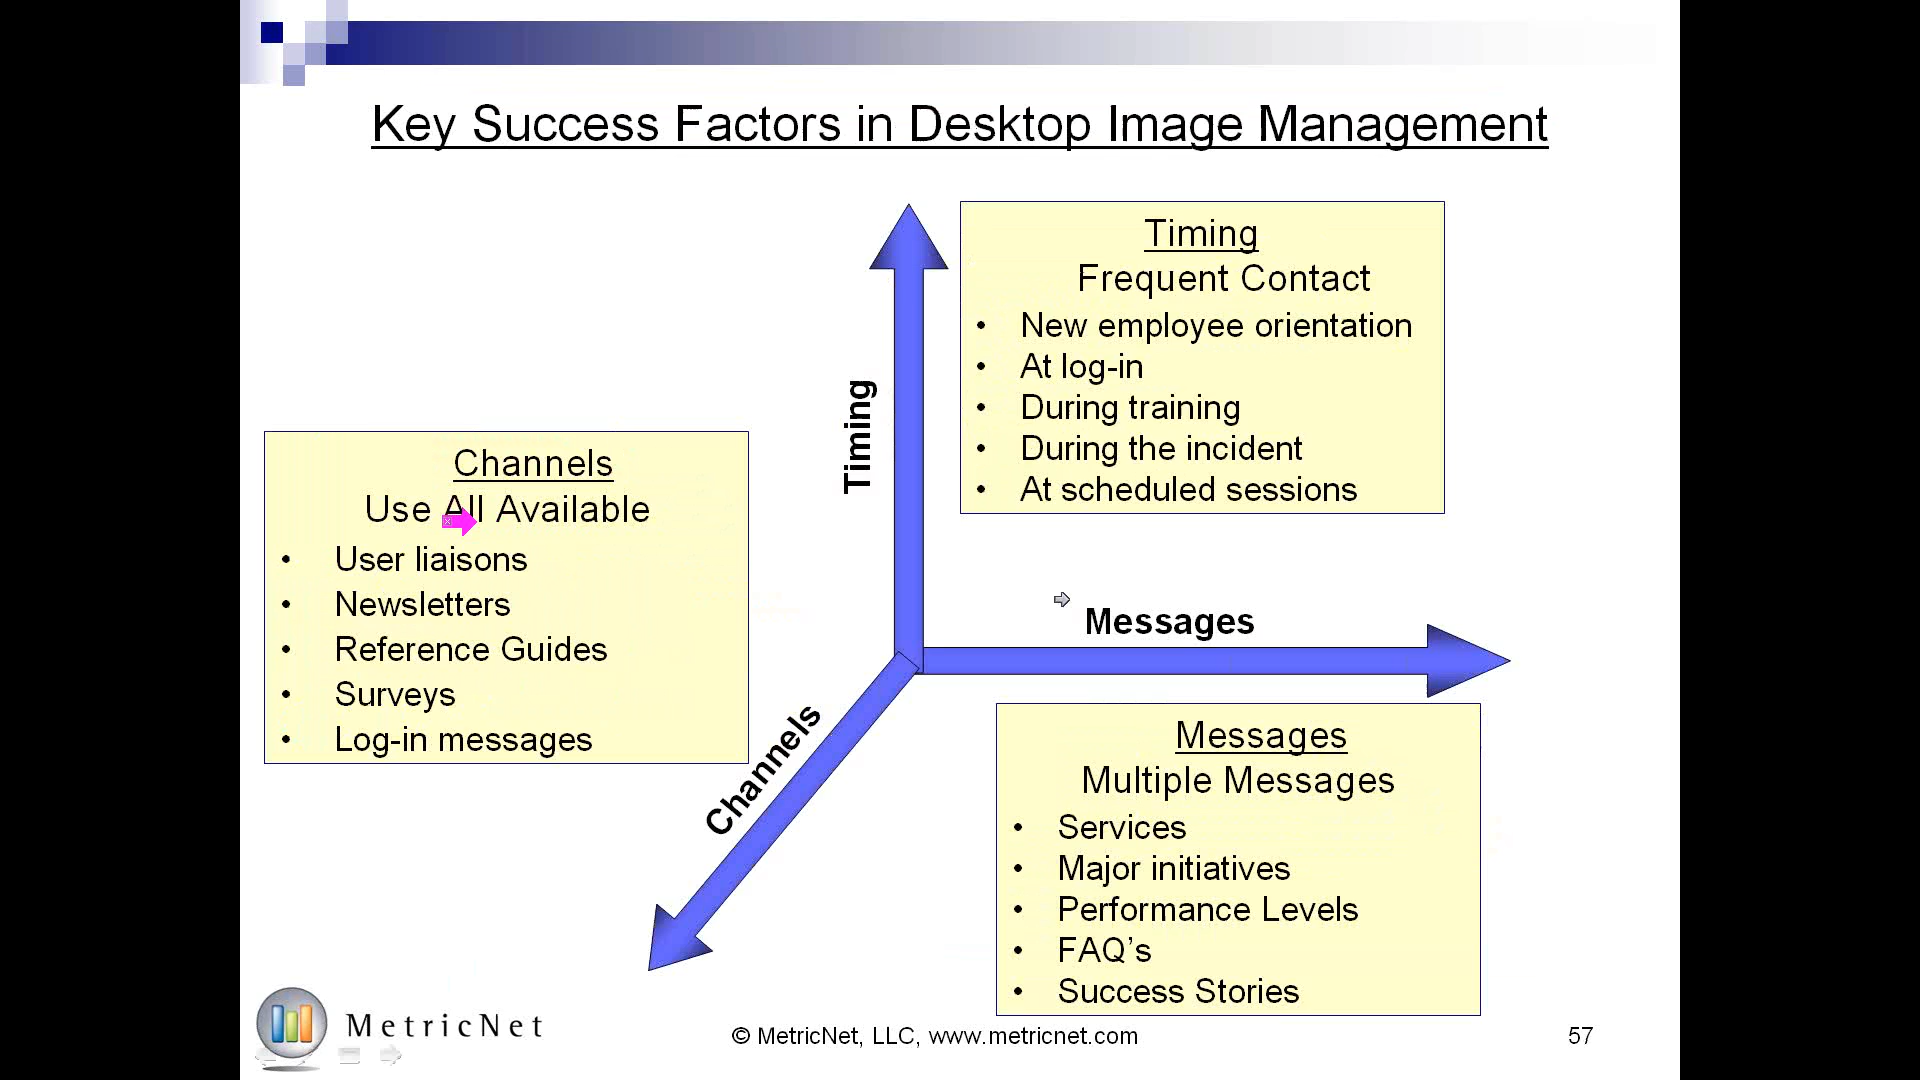 Key Success Factors in Desktop Image Management
Timing
Frequent Contact
• New employee orientation
• At log-in
• During training
• During the incident
• At scheduled sessions
Timing
Channels
Use All Available
• User liaisons
• Newsletters
• Reference Guides
• Surveys
• Log-in messages
Messages
Channels
Messages
Multiple Messages
• Services
• Major initiatives
• Performance Levels
• FAQ’s
• Success Stories
MetricNet
© MetricNet, LLC, www.metricnet.com
57